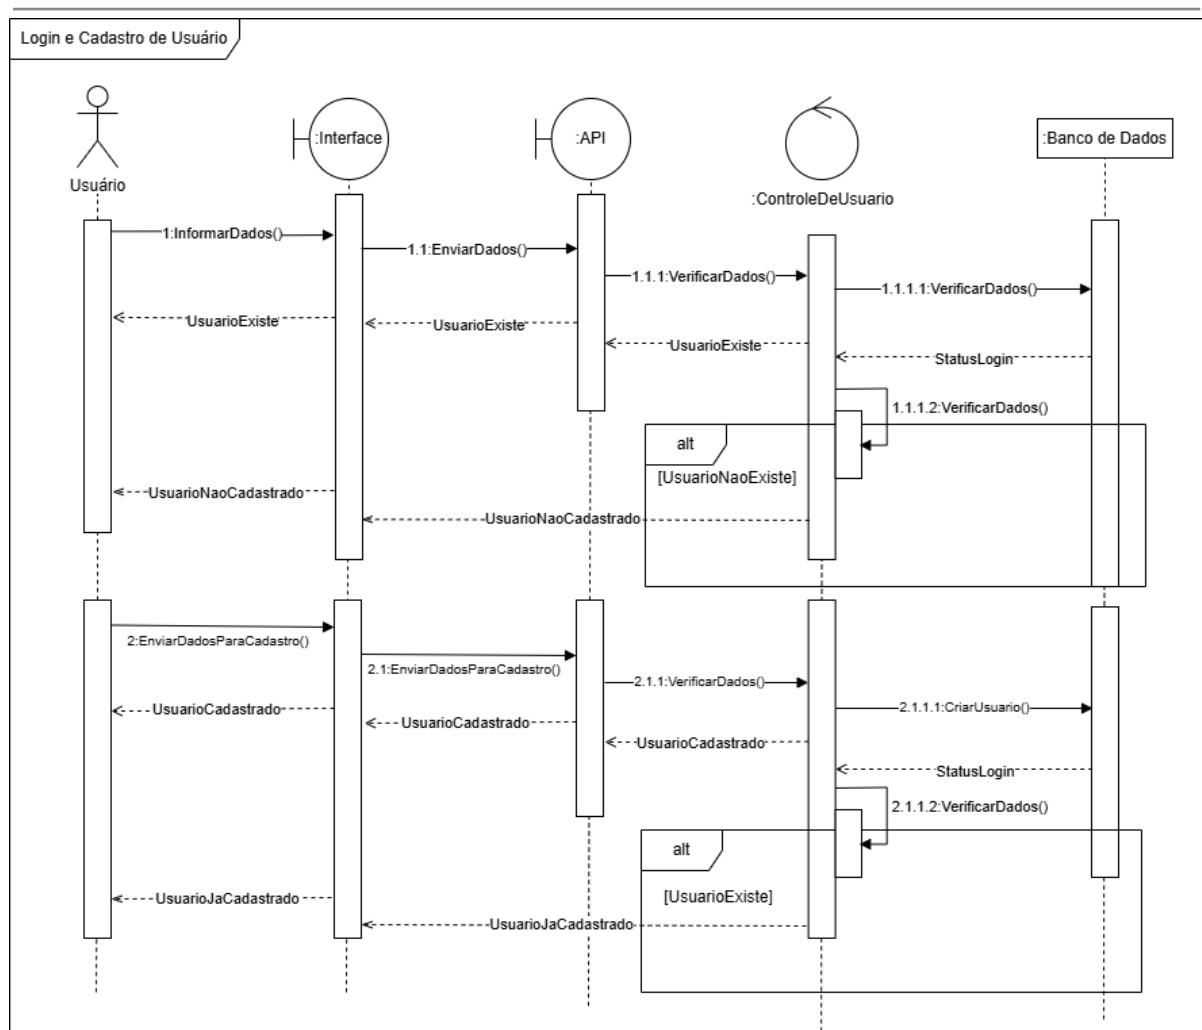 Login e Cadastro de Usuário
Usuário
:Interface
:API
:ControleDeUsuario
:Banco de Dados
1:InformarDados()
1.1:EnviarDados()
1.1.1:VerificarDados()
1.1.1.1:VerificarDados()
UsuarioExiste
UsuarioExiste
UsuarioExiste
StatusLogin
1.1.1.2:VerificarDados()
alt
[UsuarioNaoExiste]
UsuarioNaoCadastrado
UsuarioNaoCadastrado
2:EnviarDadosParaCadastro()
2.1:EnviarDadosParaCadastro()
2.1.1:VerificarDados()
2.1.1.1:CriarUsuario()
UsuarioCadastrado
UsuarioCadastrado
UsuarioCadastrado
StatusLogin
2.1.1.2:VerificarDados()
alt
[UsuarioExiste]
UsuarioJaCadastrado
UsuarioJaCadastrado